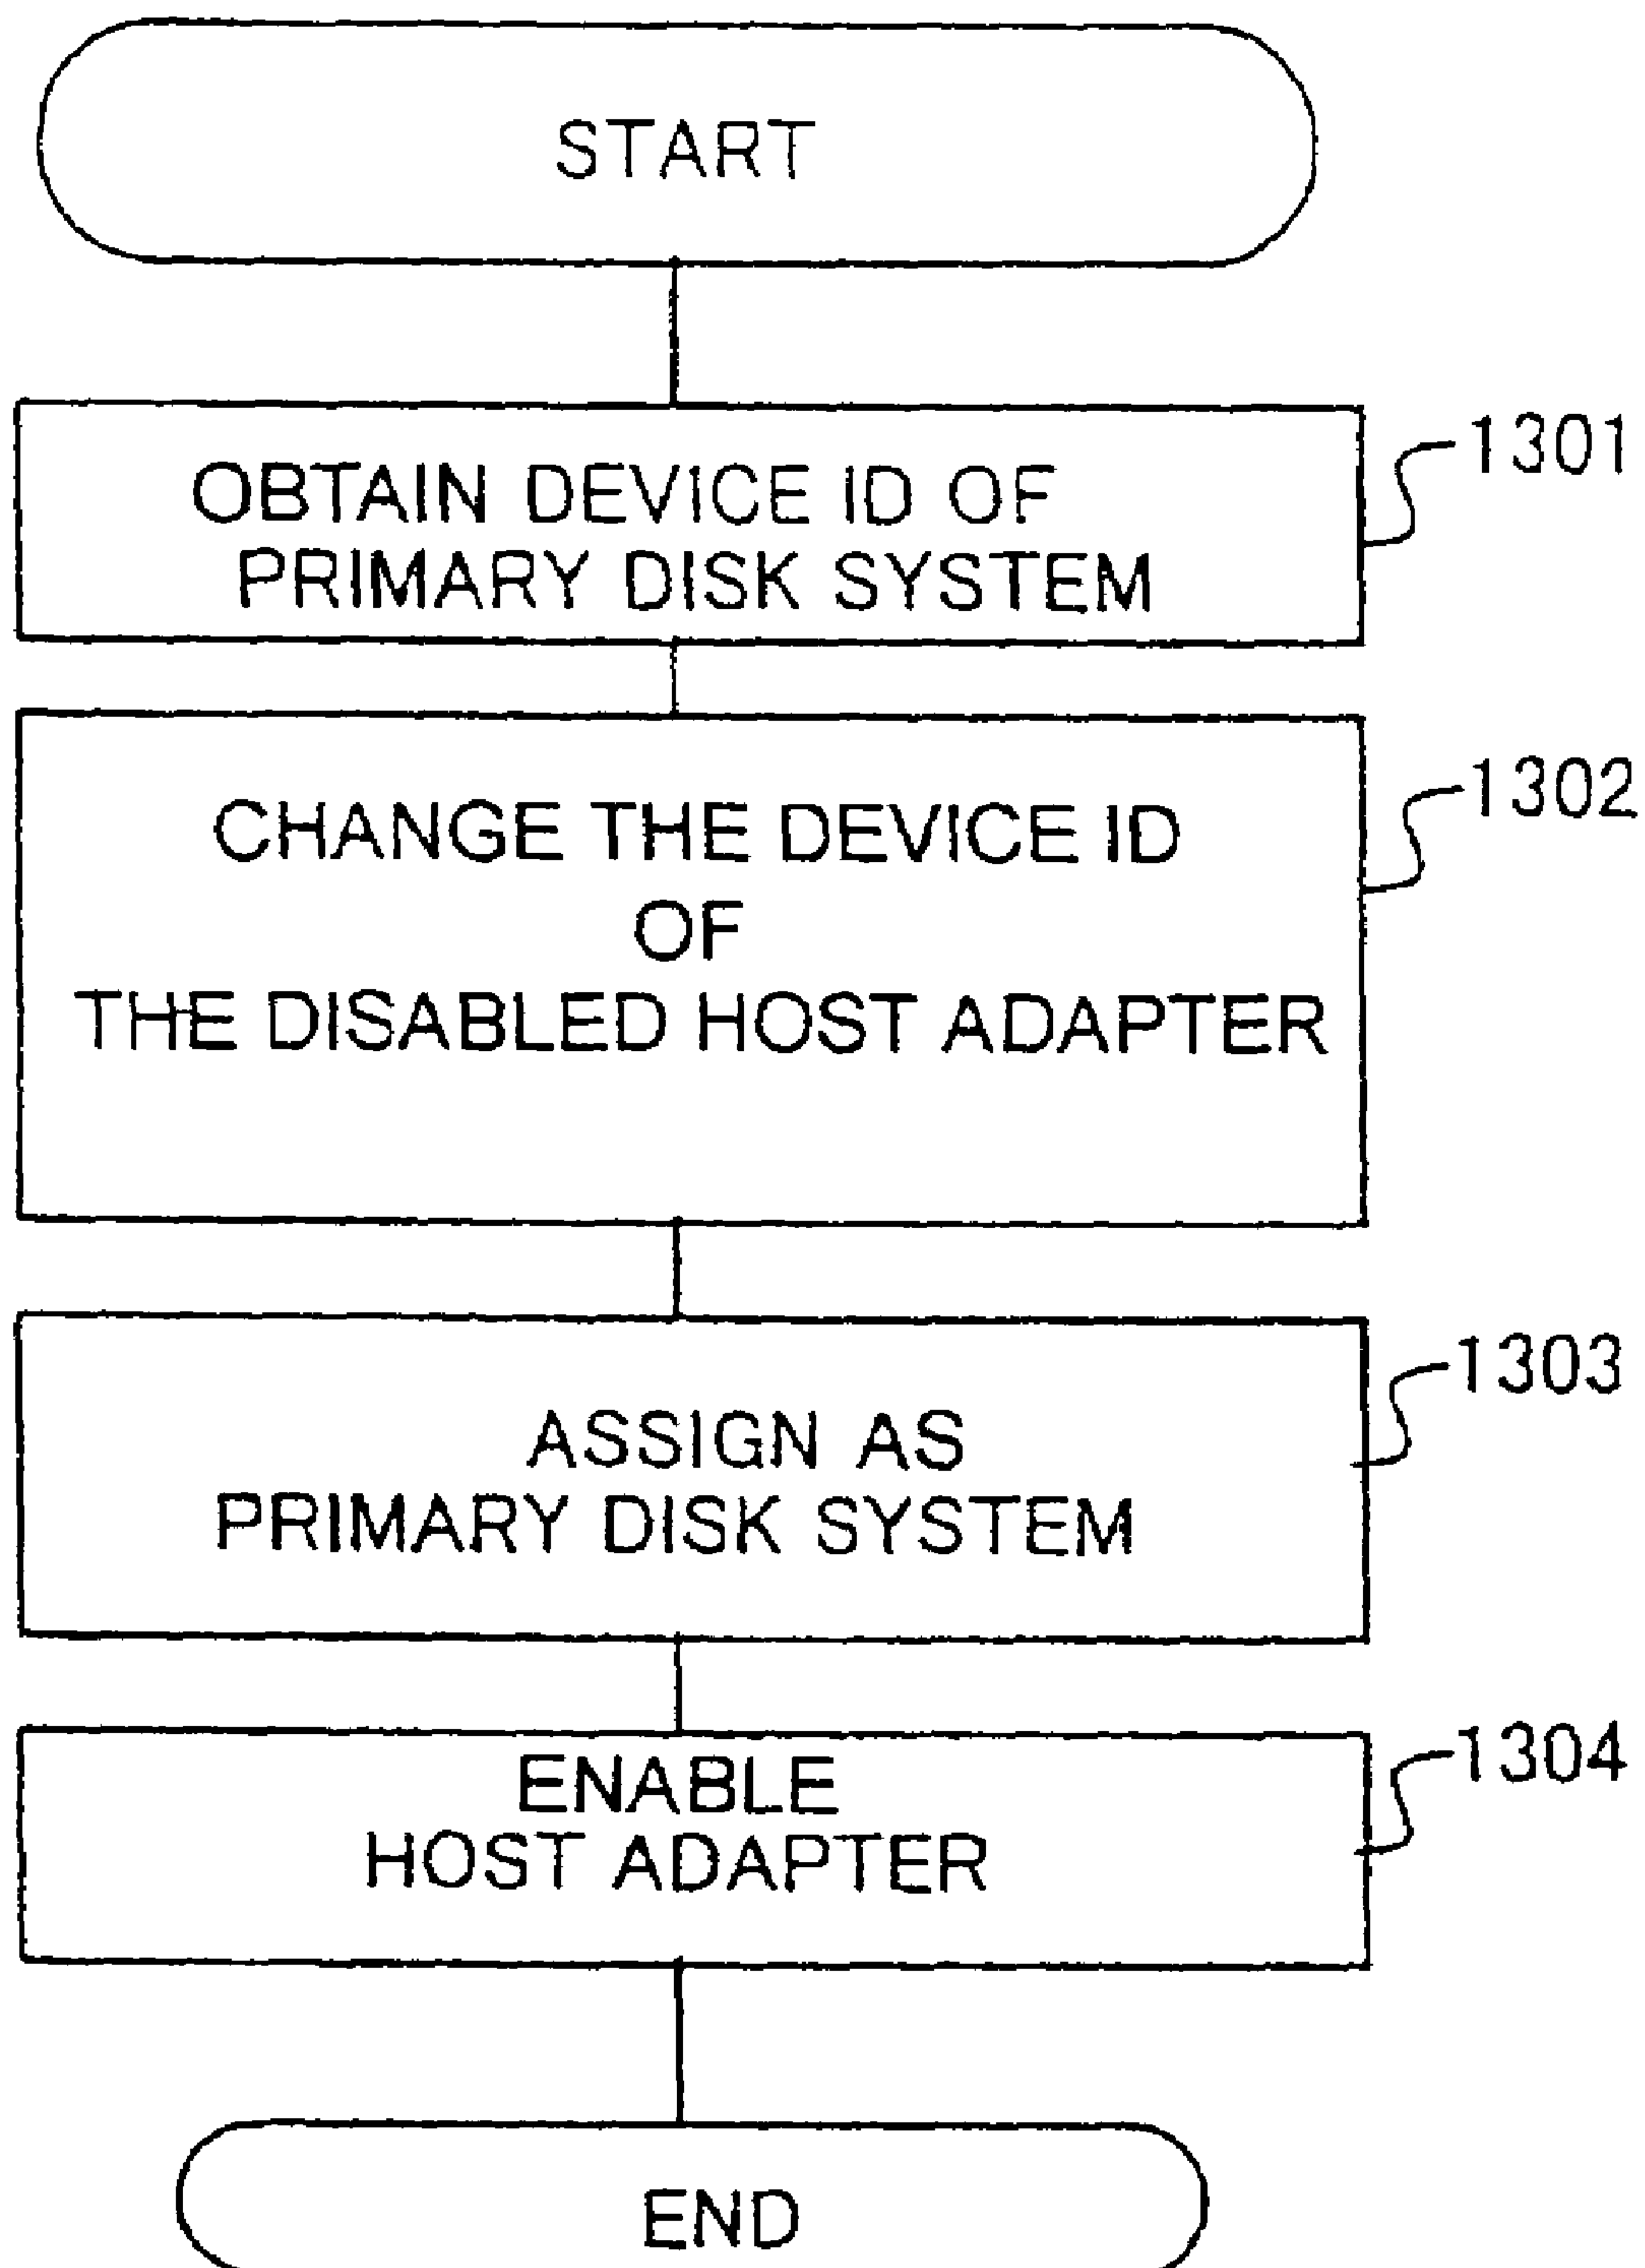 START
1301
OBTAIN DEVICE ID OF
PRIMARY DISK SYSTEM
1302
CHANGE THE DEVICE ID
OF
THE DISABLED HOST ADAPTER
1303
ASSIGN AS
PRIMARY DISK SYSTEM
1304
ENABLE
HOST ADAPTER
END